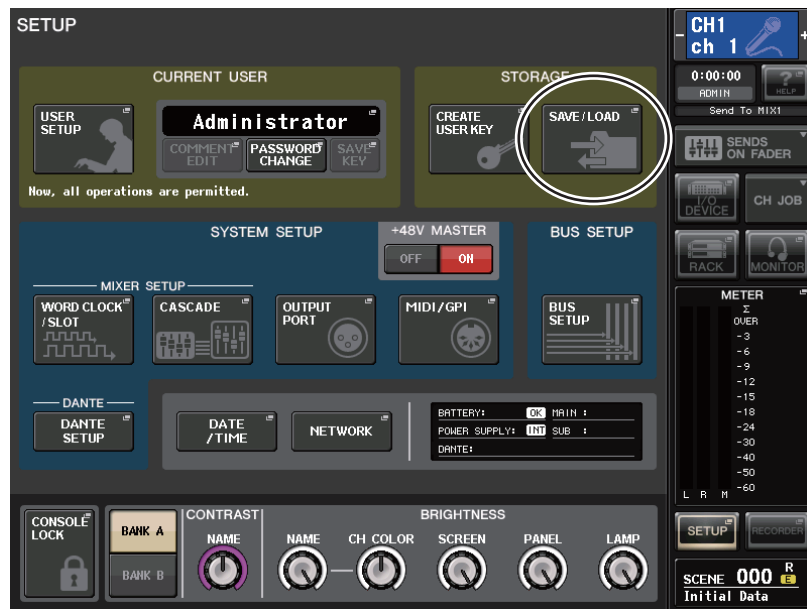 SETUP
CURRENT USER
USER
SETUP
Administrator
COMMENT
EDIT
PASSWORD
CHANGE
SAVE
KEY
Now, all operations are permitted.
STORAGE
CREATE
USER KEY
SAVE/LOAD
SYSTEM SETUP
+48V MASTER
OFF
ON
BUS SETUP
MIXER SETUP
WORD CLOCK
/SLOT
CASCADE
OUTPUT
PORT
MIDI/GPI
BUS
SETUP
DANTE
DANTE
SETUP
DATE
/TIME
NETWORK
BATTERY: OK MAIN :
POWER SUPPLY: INT SUB :
DANTE:
CONSOLE
LOCK
BANK A
BANK B
CONTRAST
NAME
BRIGHTNESS
NAME
CH COLOR
SCREEN
PANEL
LAMP
- CH1 +
ch 1
0:00:00
ADMIN
?
HELP
Send To MIX1
SENDS
ON FADER
I/O
DEVICE
CH JOB
RACK
MONITOR
METER
Σ
OVER
-3
-6
-9
-12
-15
-18
-24
-30
-40
-50
-60
L R M
SETUP
RECORDER
SCENE 000 R
E
Initial Data